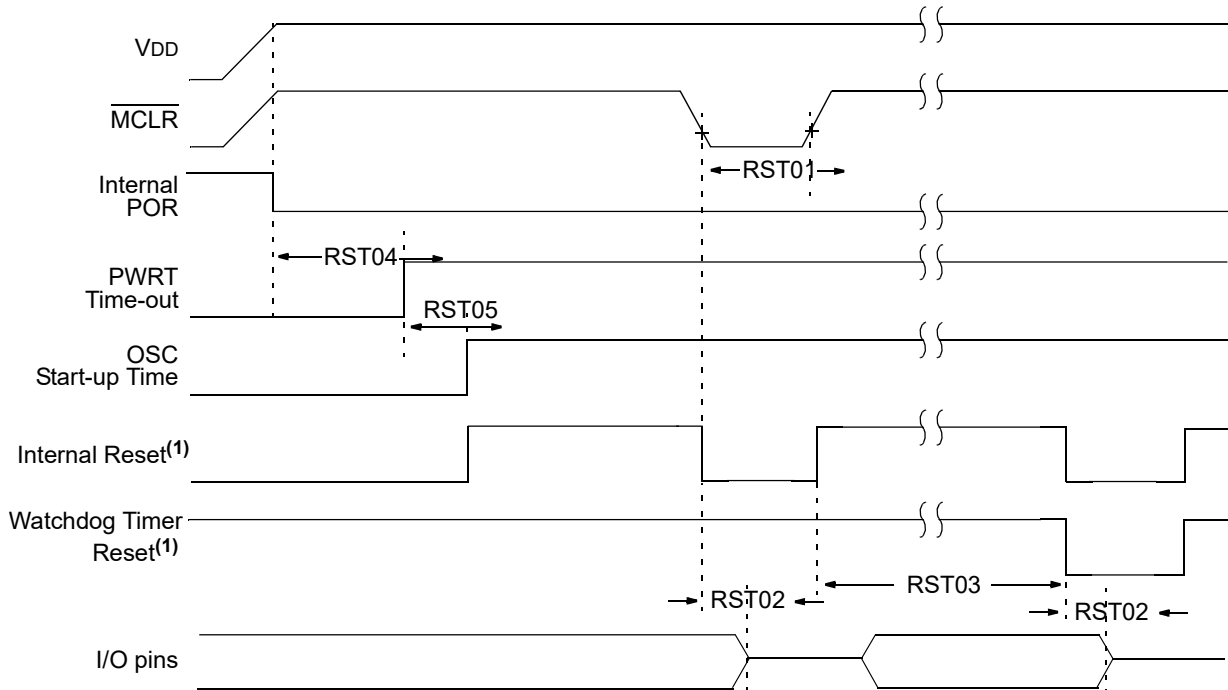 VDD
MCLR
RST01
Internal
POR
RST04
PWRT
Time-out
RST05
OSC
Start-up Time
Internal Reset(1)
Watchdog Timer
Reset(1)
RST03
RST02
RST02
I/O pins